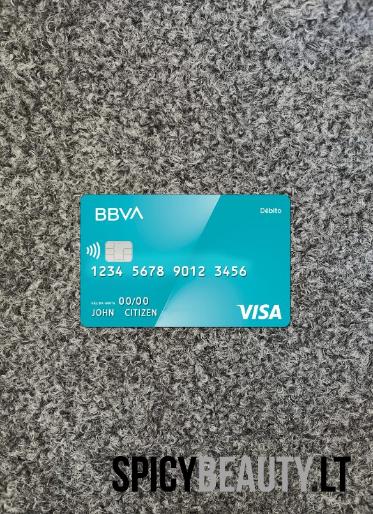 BBVA
Débito
1234 5678 9012 3456
00/00
JOHN CITIZEN
VISA
SPICYBEAUTY.LT